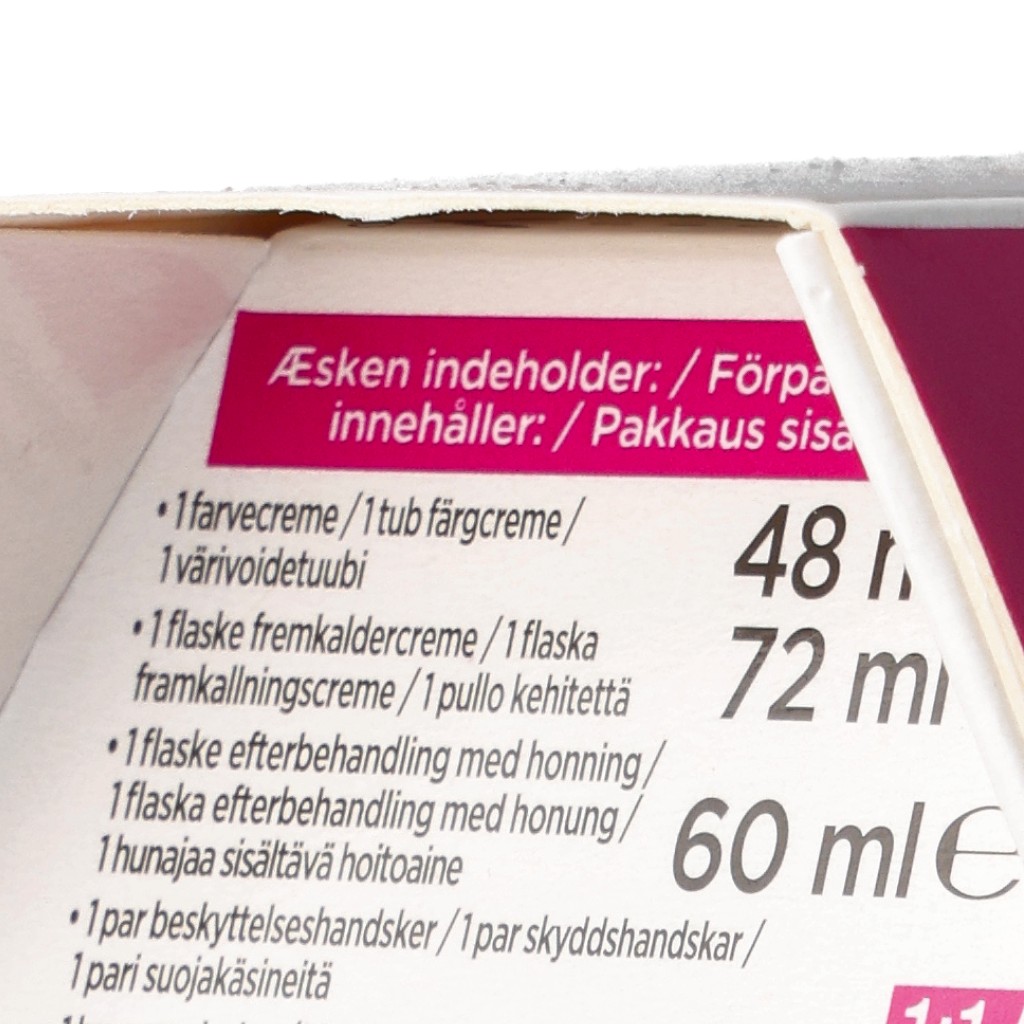 Æsken indeholder: / Förpa
innehåller: / Pakkaus sisä
• 1 farvecreme / 1 tub färgcreme /
1 värivoidetuubi
48 m
• 1 flaske fremkaldercreme / 1 flaska
framkallningscreme / 1 pullo kehitettä
72 ml
• 1 flaske efterbehandling med honning /
1 flaska efterbehandling med honung /
1 hunajaa sisältävä hoitoaine
60 ml ℮
• 1 par beskyttelseshandsker / 1 par skyddshandskar /
1 pari suojakäsineitä
1+1